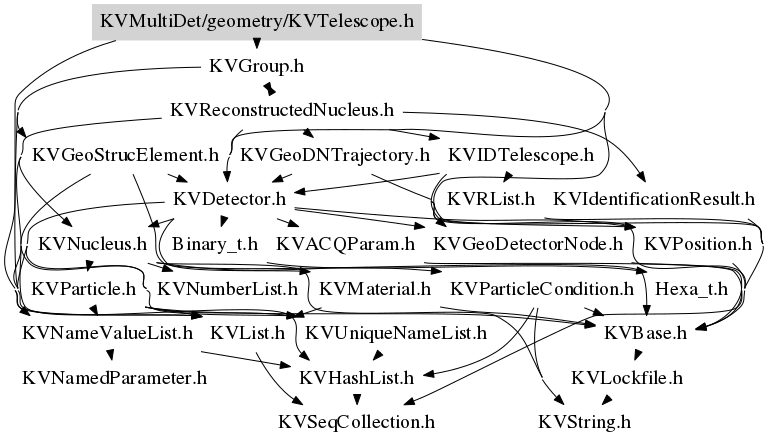 KVMultiDet/geometry/KVTelescope.h
KVGroup.h
KVReconstructedNucleus.h
KVGeoStrucElement.h KVGeoDNTrajectory.h KVIDTelescope.h
KVDetector.h KVRList.h KVIdentificationResult.h
KVNucleus.h Binary_t.h KVACQParam.h KVGeoDetectorNode.h KVPosition.h
KVParticle.h KVNumberList.h KVMaterial.h KVParticleCondition.h Hexa_t.h
KVNameValueList.h KVList.h KVUniqueNameList.h KVBase.h
KVNamedParameter.h KVHashList.h KVLockfile.h
KVSeqCollection.h KVString.h